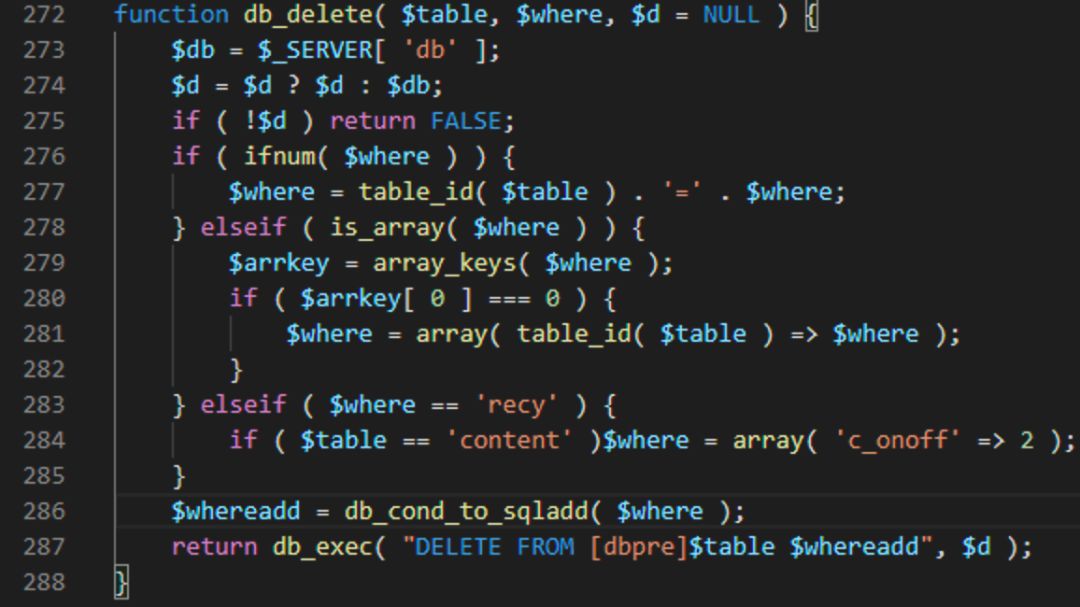 272 function db_delete( $table, $where, $d = NULL ) {
273 $db = $_SERVER[ 'db' ];
274 $d = $d ? $d : $db;
275 if ( !$d ) return FALSE;
276 if ( ifnum( $where ) ) {
277 $where = table_id( $table ) . '=' . $where;
278 } elseif ( is_array( $where ) ) {
279 $arrkey = array_keys( $where );
280 if ( $arrkey[ 0 ] === 0 ) {
281 $where = array( table_id( $table ) => $where );
282 }
283 } elseif ( $where == 'recy' ) {
284 if ( $table == 'content' )$where = array( 'c_onoff' => 2 );
285 }
286 $whereadd = db_cond_to_sqladd( $where );
287 return db_exec( "DELETE FROM [dbpre]$table $whereadd", $d );
288 }